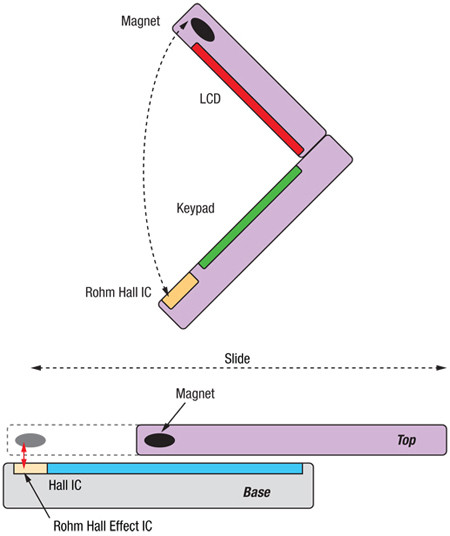 Magnet
LCD
Keypad
Rohm Hall IC
Slide
Magnet
Top
Hall IC
Base
Rohm Hall Effect IC